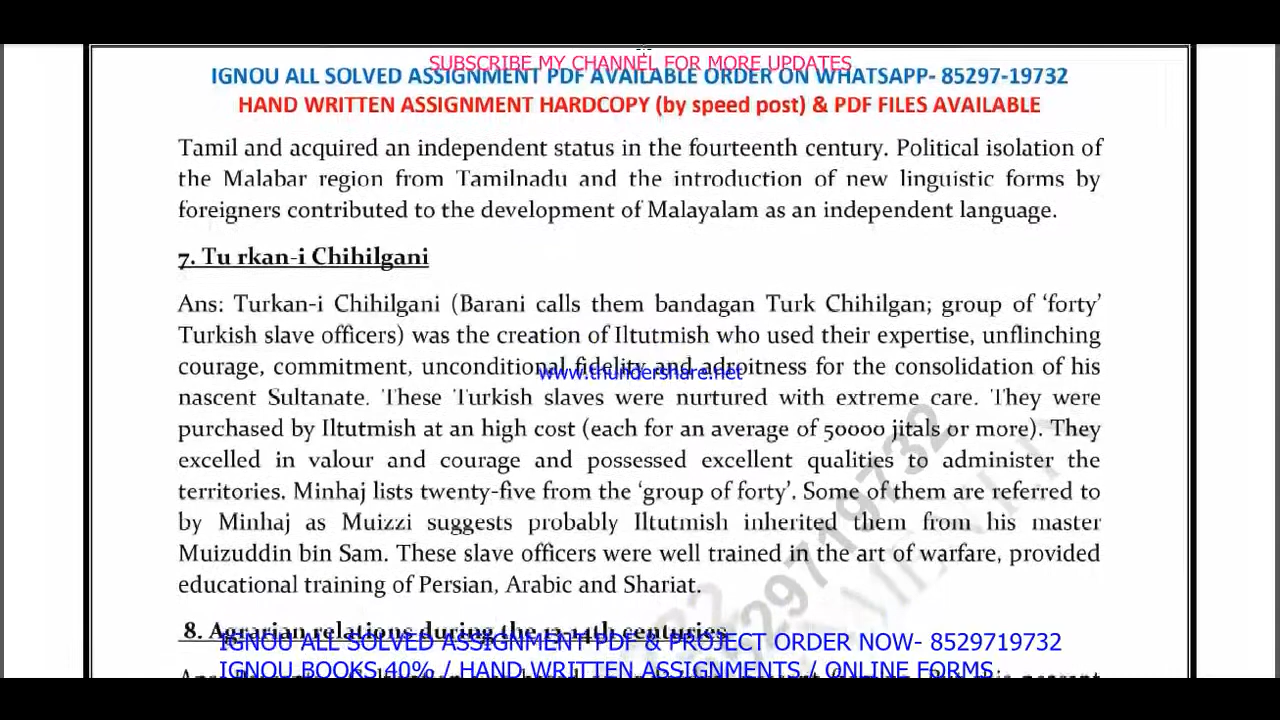 SUBSCRIBE MY CHANNEL FOR MORE UPDATES
IGNOU ALL SOLVED ASSIGNMENT PDF AVAILABLE ORDER ON WHATSAPP- 85297-19732
HAND WRITTEN ASSIGNMENT HARDCOPY (by speed post) & PDF FILES AVAILABLE
Tamil and acquired an independent status in the fourteenth century. Political isolation of
the Malabar region from Tamilnadu and the introduction of new linguistic forms by
foreigners contributed to the development of Malayalam as an independent language.
7. Tu rkan-i Chihilgani
Ans: Turkan-i Chihilgani (Barani calls them bandagan Turk Chihilgan; group of ‘forty’
Turkish slave officers) was the creation of Iltutmish who used their expertise, unflinching
courage, commitment, unconditional fidelity and adroitness for the consolidation of his
www.thundershare.net
nascent Sultanate. These Turkish slaves were nurtured with extreme care. They were
purchased by Iltutmish at an high cost (each for an average of 50000 jitals or more). They
excelled in valour and courage and possessed excellent qualities to administer the
territories. Minhaj lists twenty-five from the ‘group of forty’. Some of them are referred to
by Minhaj as Muizzi suggests probably Iltutmish inherited them from his master
Muizuddin bin Sam. These slave officers were well trained in the art of warfare, provided
educational training of Persian, Arabic and Shariat.
8529719732
8. Agrarian relations during the 13-14th centuries
IGNOU ALL SOLVED ASSIGNMENT PDF & PROJECT ORDER NOW- 8529719732
IGNOU BOOKS 40% / HAND WRITTEN ASSIGNMENTS / ONLINE FORMS